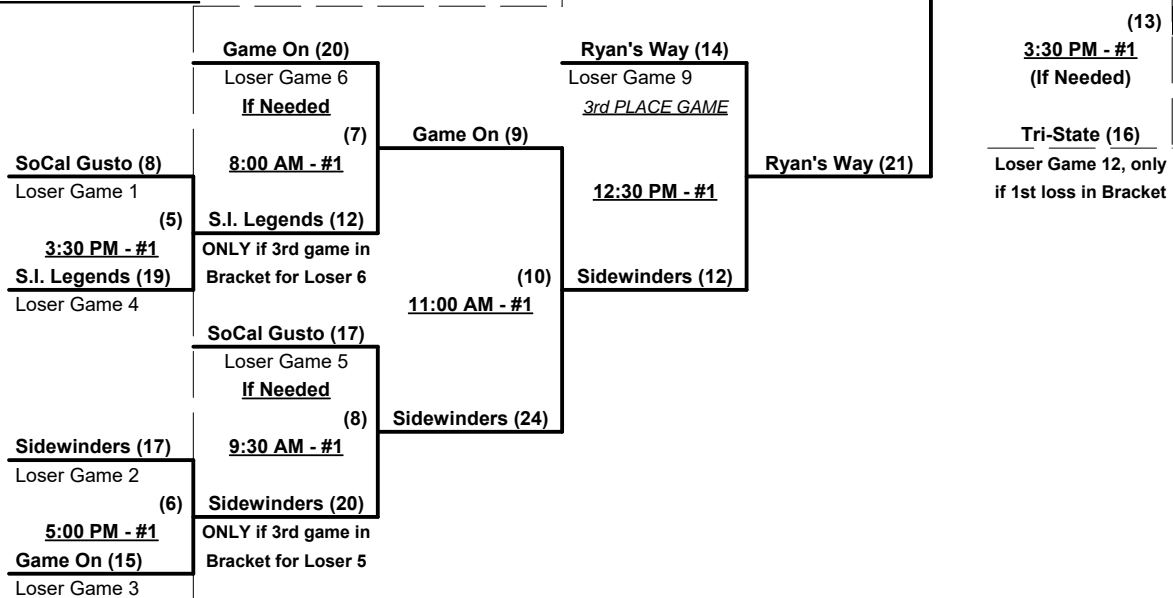 (13)
Game On (20)
Ryan's Way (14)
3:30 PM - #1
Loser Game 6
Loser Game 9
(If Needed)
If Needed
3rd PLACE GAME
(7)
Game On (9)
Tri-State (16)
SoCal Gusto (8)
8:00 AM - #1
Ryan's Way (21)
Loser Game 12, only
Loser Game 1
12:30 PM - #1
if 1st loss in Bracket
(5)
S.I. Legends (12)
3:30 PM - #1
ONLY if 3rd game in
S.I. Legends (19)
Bracket for Loser 6
(10)
Sidewinders (12)
Loser Game 4
11:00 AM - #1
SoCal Gusto (17)
Loser Game 5
If Needed
(8)
Sidewinders (24)
Sidewinders (17)
9:30 AM - #1
Loser Game 2
(6)
Sidewinders (20)
5:00 PM - #1
ONLY if 3rd game in
Game On (15)
Bracket for Loser 5
Loser Game 3